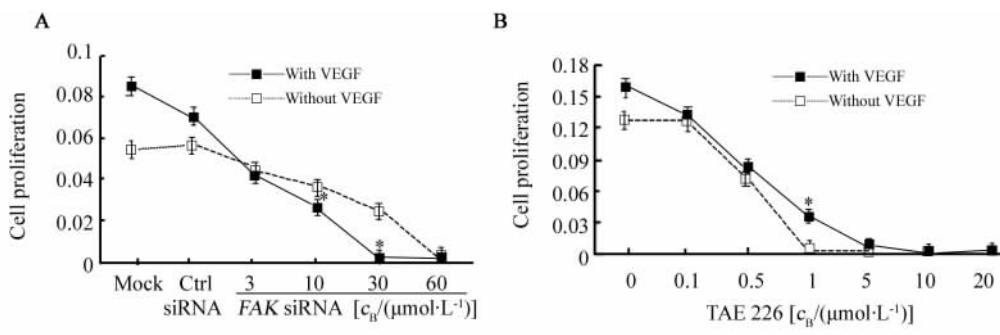 A
0.1
0.08
0.06
0.04
0.02
0
Cell proliferation
With VEGF
Without VEGF
*
*
Mock Ctrl 3 10 30 60
siRNA FAK siRNA [cB/(μmol·L-1)]
B
0.18
0.15
0.12
0.09
0.06
0.03
0
Cell proliferation
With VEGF
Without VEGF
*
0 0.1 0.5 1 5 10 20
TAE 226 [cB/(μmol·L-1)]